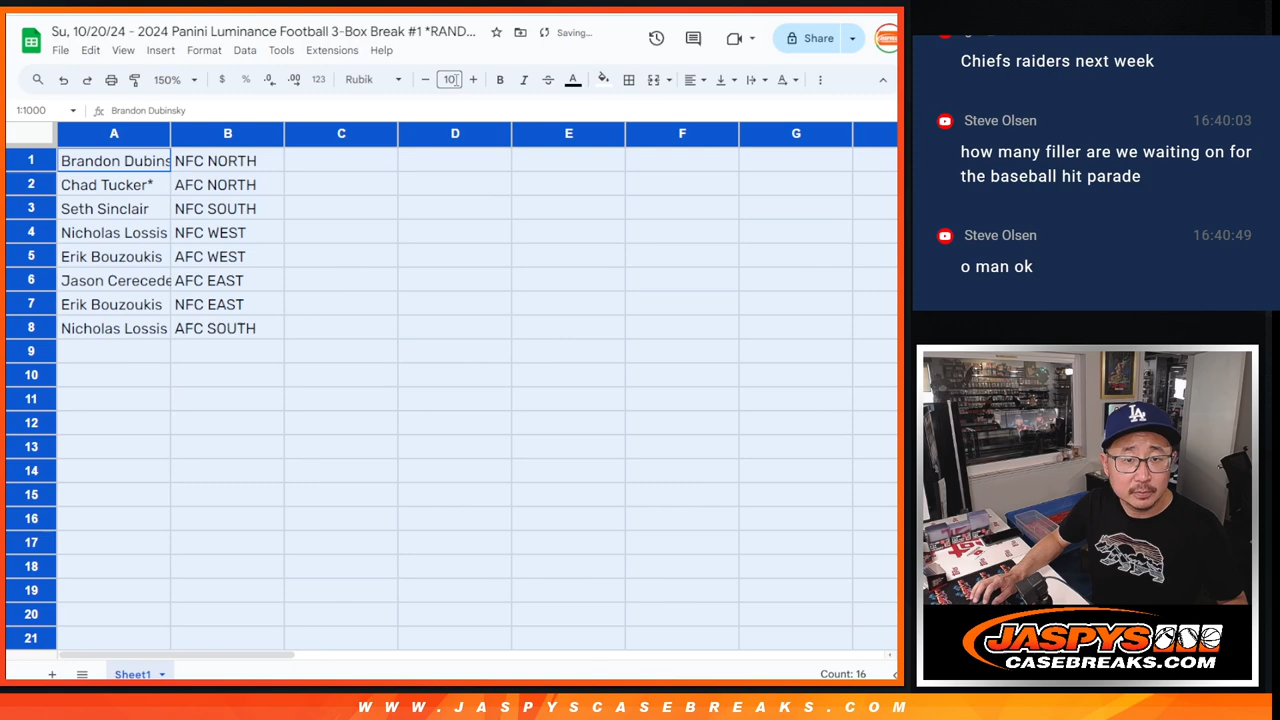 Su, 10/20/24 - 2024 Panini Luminance Football 3-Box Break #1 *RAND...
Saving...
Share
File Edit View Insert Format Data Tools Extensions Help
150% $ % .0 .00 123 Rubik 10 B I A
1:1000 fx Brandon Dubinsky
A B C D E F G
1 Brandon Dubins NFC NORTH
2 Chad Tucker* AFC NORTH
3 Seth Sinclair NFC SOUTH
4 Nicholas Lossis NFC WEST
5 Erik Bouzoukis AFC WEST
6 Jason Cerecede AFC EAST
7 Erik Bouzoukis NFC EAST
8 Nicholas Lossis AFC SOUTH
9
10
11
12
13
14
15
16
17
18
19
20
21
Sheet1
Count: 16
Chiefs raiders next week
Steve Olsen 16:40:03
how many filler are we waiting on for
the baseball hit parade
Steve Olsen 16:40:49
o man ok
LA
JASPYS
CASEBREAKS.COM
WWW.JASPYSCASEBREAKS.COM